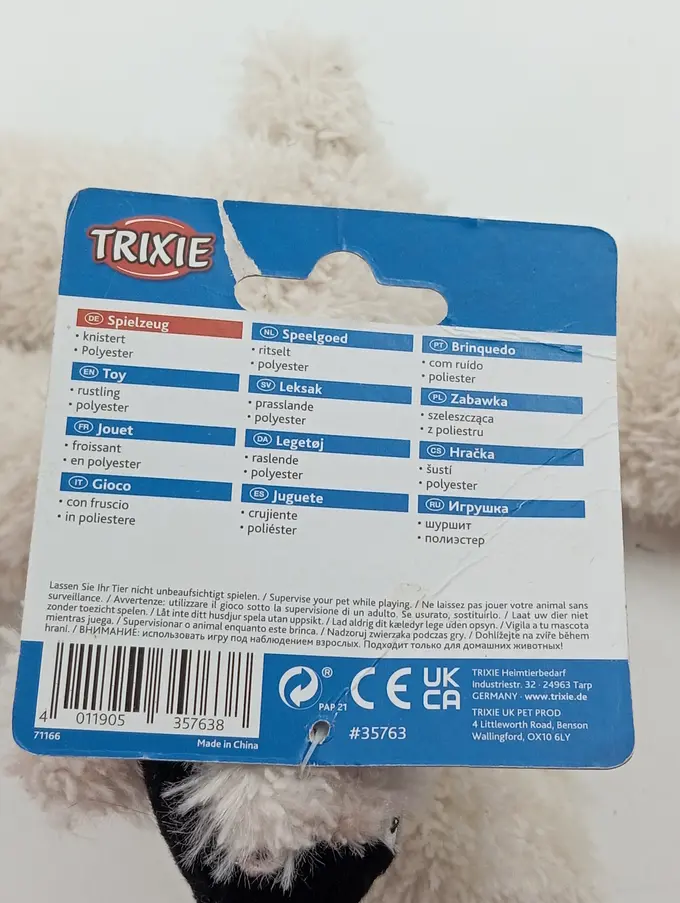 TRIXIE
DE Spielzeug
• knistert
• Polyester
EN Toy
• rustling
• polyester
FR Jouet
• froissant
• en polyester
IT Gioco
• con fruscio
• in poliestere
NL Speelgoed
• ritselt
• polyester
SV Leksak
• prasslande
• polyester
DA Legetøj
• raslende
• polyester
ES Juguete
• crujiente
• poliéster
PT Brinquedo
• com ruído
• poliester
PL Zabawka
• szeleszcząca
• z poliestru
CS Hračka
• šustí
• polyester
RU Игрушка
• шуршит
• полиэстер
Lassen Sie Ihr Tier nicht unbeaufsichtigt spielen. / Supervise your pet while playing. / Ne laissez pas jouer votre animal sans
surveillance. / Avvertenze: utilizzare il gioco sotto la supervisione di un adulto. Se usurato, sostituirlo. / Laat uw dier niet
zonder toezicht spelen. / Låt inte ditt husdjur spela utan uppsikt. / Lad aldrig dit kæledyr lege uden opsyn. / Vigila a tu mascota
mientras juega. / Supervisionar o animal enquanto este brinca. / Nadzoruj zwierzaka podczas gry. / Dohlížejte na zvíře během
hraní. / ВНИМАНИЕ: использовать игру под наблюдением взрослых. Подходит только для домашних животных!
4 011905 357638
71166
Made in China
®
PAP 21
CE
UK
CA
#35763
TRIXIE Heimtierbedarf
Industriestr. 32 · 24963 Tarp
GERMANY · www.trixie.de
TRIXIE UK PET PROD
4 Littleworth Road, Benson
Wallingford, OX10 6LY